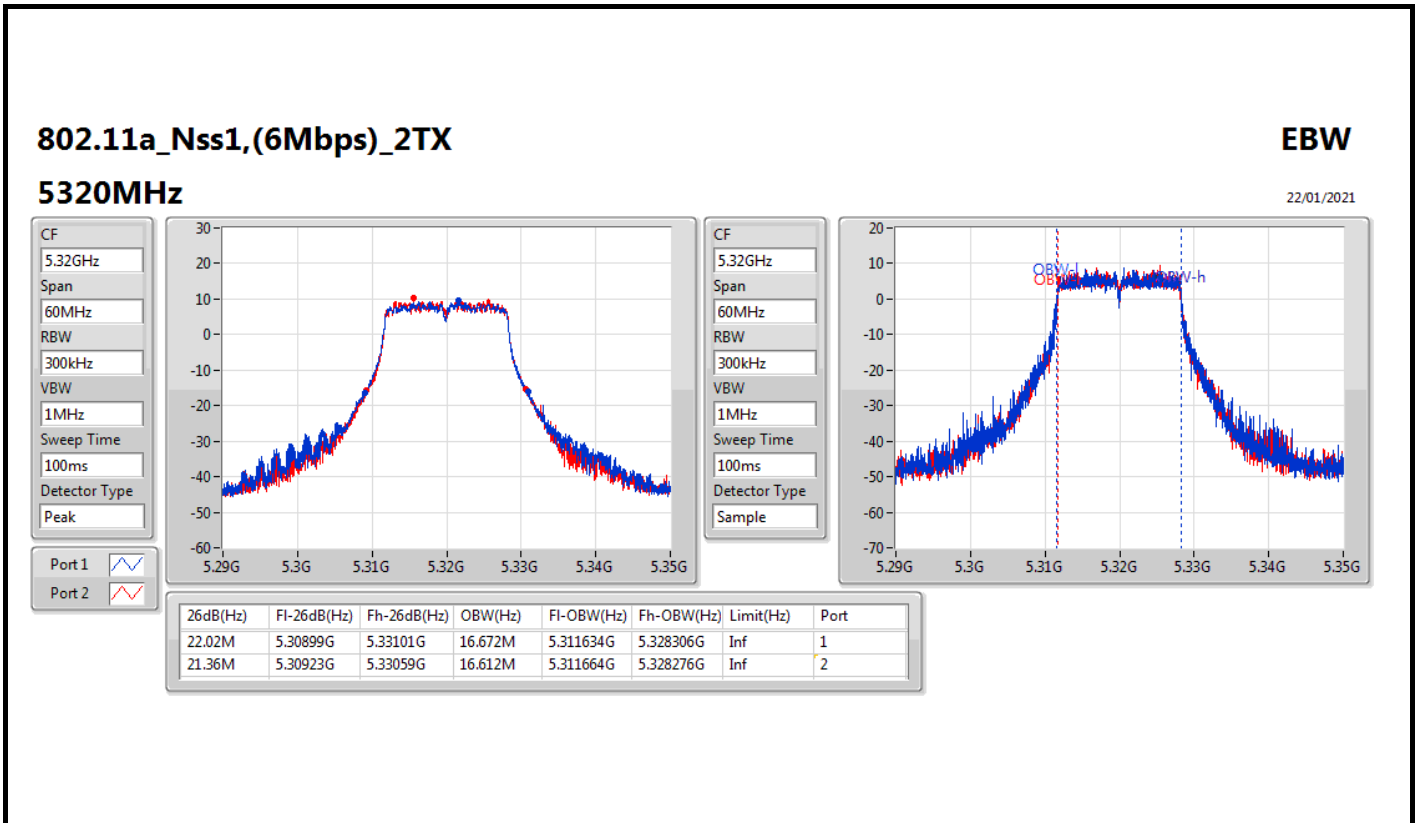 802.11a_Nss1,(6Mbps)_2TX
EBW
5320MHz
22/01/2021
CF
5.32GHz
Span
60MHz
RBW
300kHz
VBW
1MHz
Sweep Time
100ms
Detector Type
Peak
Port 1
Port 2
30
20
10
0
-10
-20
-30
-40
-50
-60
5.29G 5.3G 5.31G 5.32G 5.33G 5.34G 5.35G
CF
5.32GHz
Span
60MHz
RBW
300kHz
VBW
1MHz
Sweep Time
100ms
Detector Type
Sample
20
10
0
-10
-20
-30
-40
-50
-60
-70
OBW-l
OBW-h
5.29G 5.3G 5.31G 5.32G 5.33G 5.34G 5.35G
26dB(Hz) Fl-26dB(Hz) Fh-26dB(Hz) OBW(Hz) Fl-OBW(Hz) Fh-OBW(Hz) Limit(Hz) Port
22.02M 5.30899G 5.33101G 16.672M 5.311634G 5.328306G Inf 1
21.36M 5.30923G 5.33059G 16.612M 5.311664G 5.328276G Inf 2